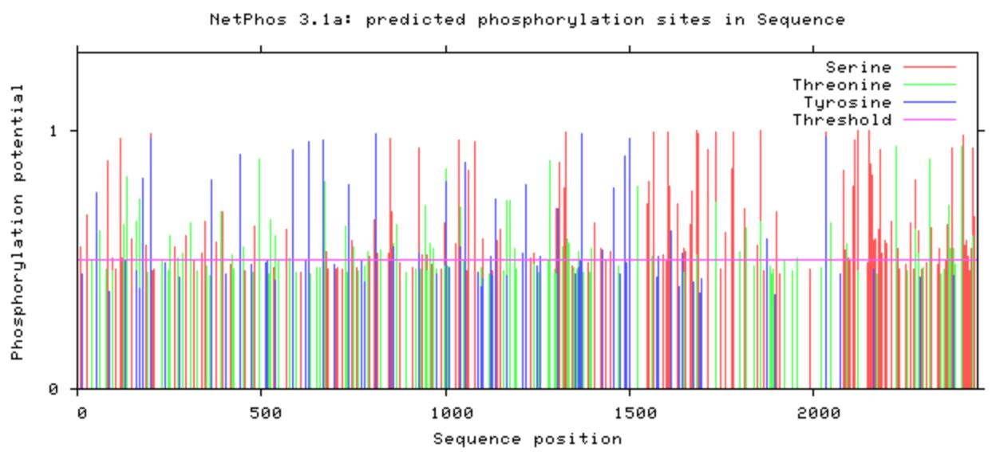 NetPhos 3.1a: predicted phosphorylation sites in Sequence
Serine
Threonine
Tyrosine
Threshold
Phosphorylation potential
1
0
0 500 1000 1500 2000
Sequence position